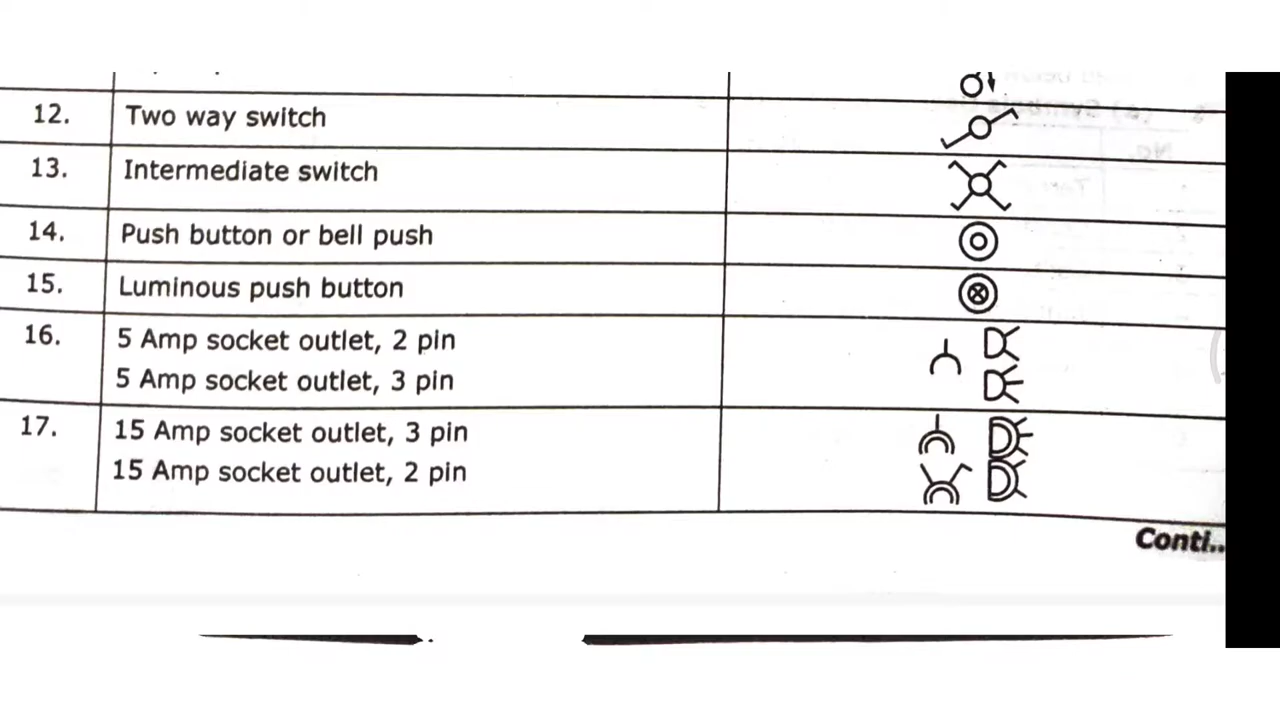 12. Two way switch
13. Intermediate switch
14. Push button or bell push
15. Luminous push button
16. 5 Amp socket outlet, 2 pin
5 Amp socket outlet, 3 pin
17. 15 Amp socket outlet, 3 pin
15 Amp socket outlet, 2 pin
Conti..